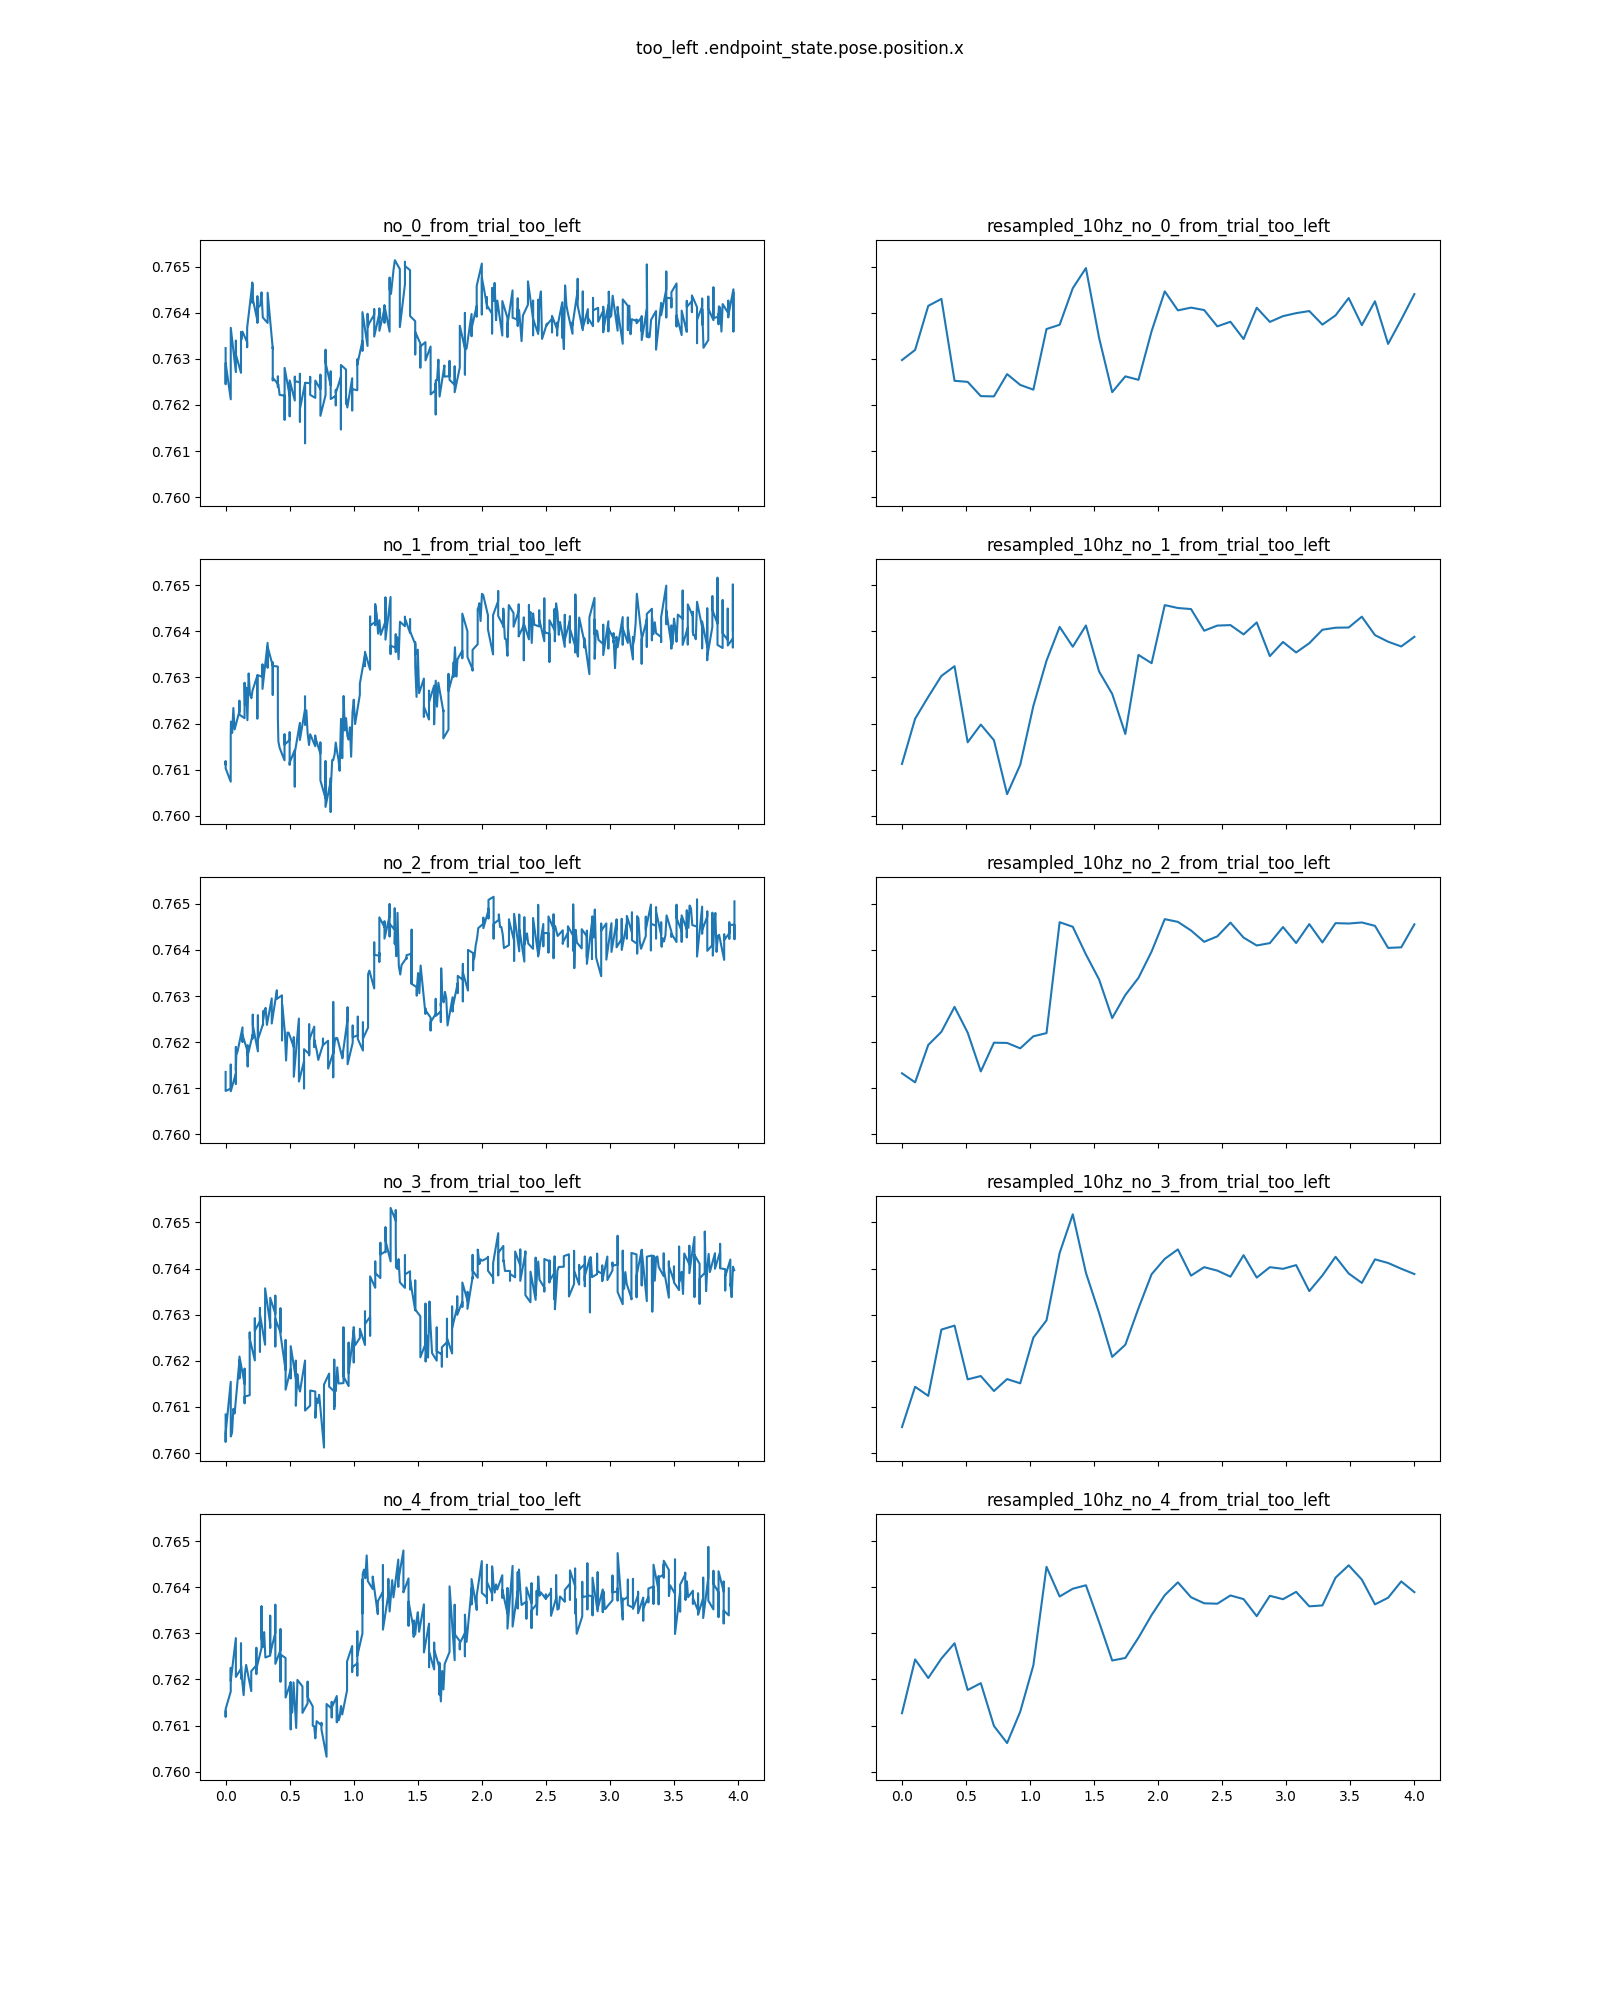 too_left .endpoint_state.pose.position.x
no_0_from_trial_too_left
resampled_10hz_no_0_from_trial_too_left
0.765
0.764
0.763
0.762
0.761
0.760
no_1_from_trial_too_left
resampled_10hz_no_1_from_trial_too_left
0.765
0.764
0.763
0.762
0.761
0.760
no_2_from_trial_too_left
resampled_10hz_no_2_from_trial_too_left
0.765
0.764
0.763
0.762
0.761
0.760
no_3_from_trial_too_left
resampled_10hz_no_3_from_trial_too_left
0.765
0.764
0.763
0.762
0.761
0.760
no_4_from_trial_too_left
resampled_10hz_no_4_from_trial_too_left
0.765
0.764
0.763
0.762
0.761
0.760
0.0 0.5 1.0 1.5 2.0 2.5 3.0 3.5 4.0
0.0 0.5 1.0 1.5 2.0 2.5 3.0 3.5 4.0